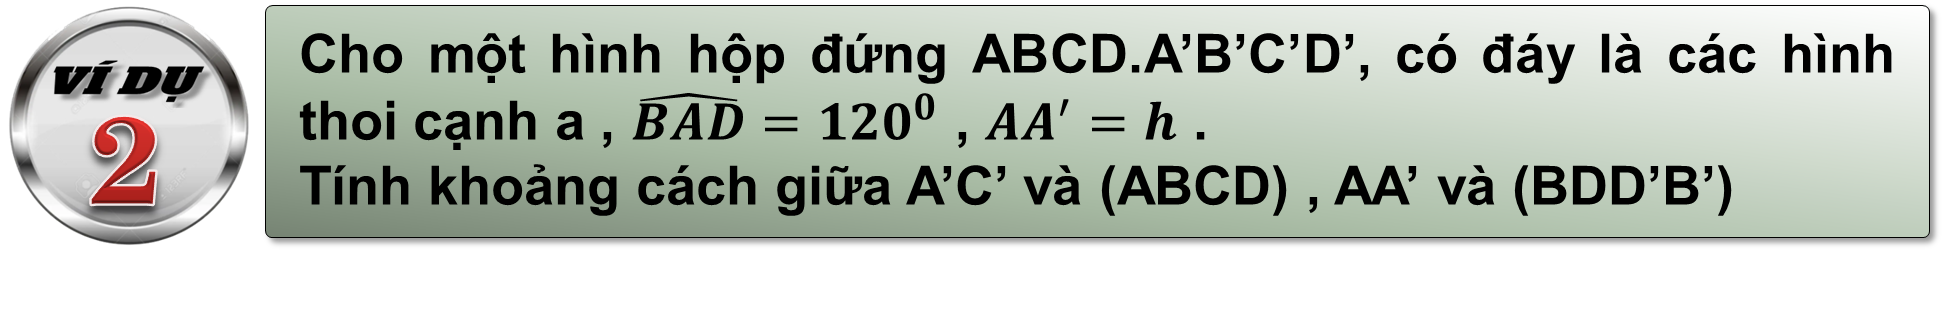 VÍ DỤ
2
Cho một hình hộp đứng ABCD.A’B’C’D’, có đáy là các hình
thoi cạnh a , $\widehat{BAD} = 120^0$ , $AA' = h$ .
Tính khoảng cách giữa A’C’ và (ABCD) , AA’ và (BDD’B’)